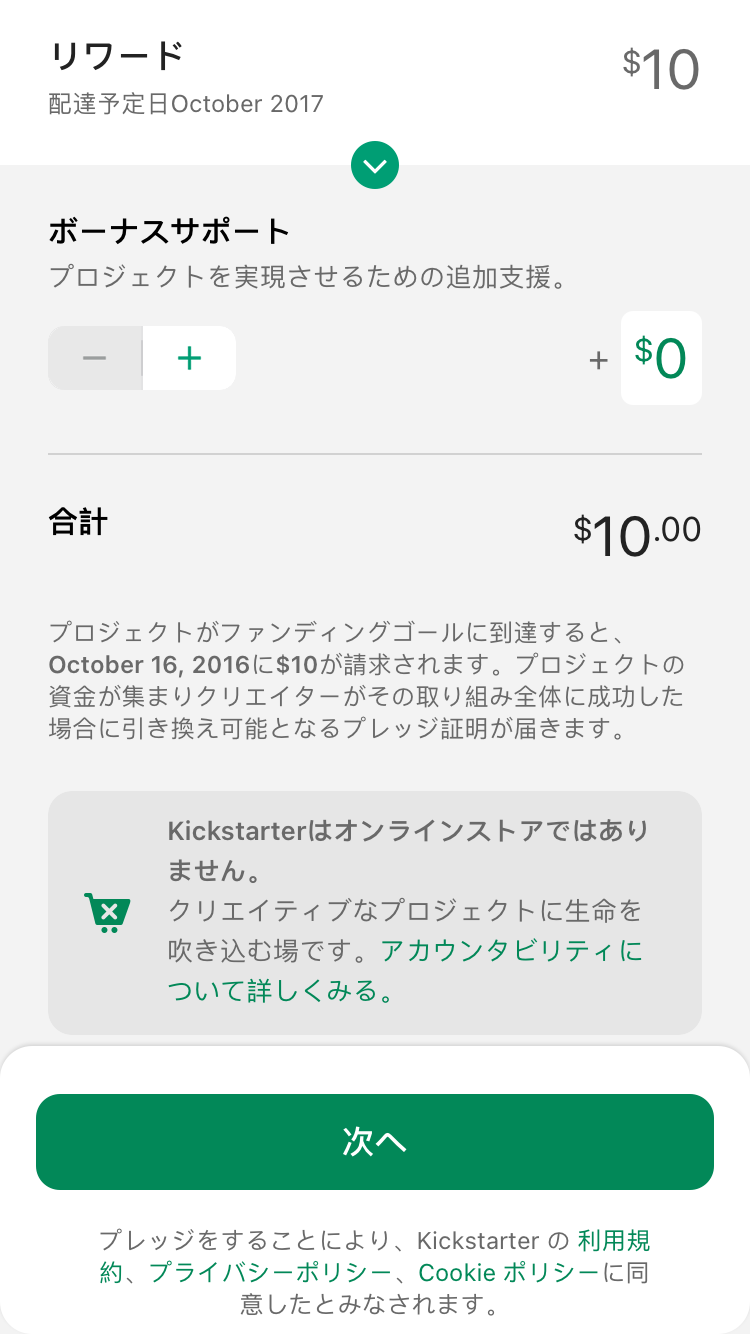 リワード
$10
配達予定日October 2017
ボーナスサポート
プロジェクトを実現させるための追加支援。
− + + $0
合計
$10.00
プロジェクトがファンディングゴールに到達すると、
October 16, 2016に$10が請求されます。プロジェクトの
資金が集まりクリエイターがその取り組み全体に成功した
場合に引き換え可能となるプレッジ証明が届きます。
Kickstarterはオンラインストアではあり
ません。
クリエイティブなプロジェクトに生命を
吹き込む場です。アカウンタビリティに
ついて詳しくみる。
次へ
プレッジをすることにより、Kickstarter の 利用規
約、プライバシーポリシー、Cookie ポリシーに同
意したとみなされます。